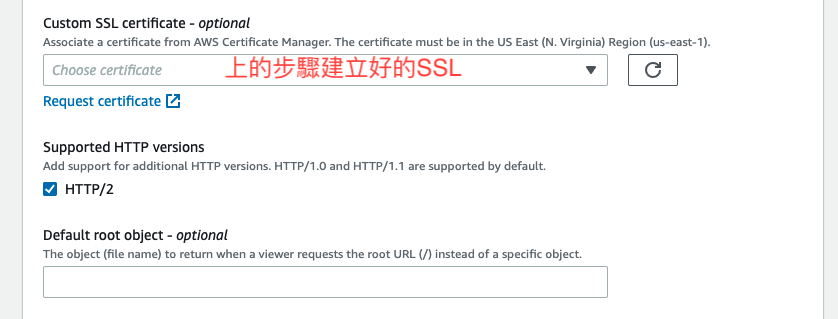 Custom SSL certificate - optional
Associate a certificate from AWS Certificate Manager. The certificate must be in the US East (N. Virginia) Region (us-east-1).
Choose certificate 上的步驟建立好的SSL
Request certificate
Supported HTTP versions
Add support for additional HTTP versions. HTTP/1.0 and HTTP/1.1 are supported by default.
HTTP/2
Default root object - optional
The object (file name) to return when a viewer requests the root URL (/) instead of a specific object.